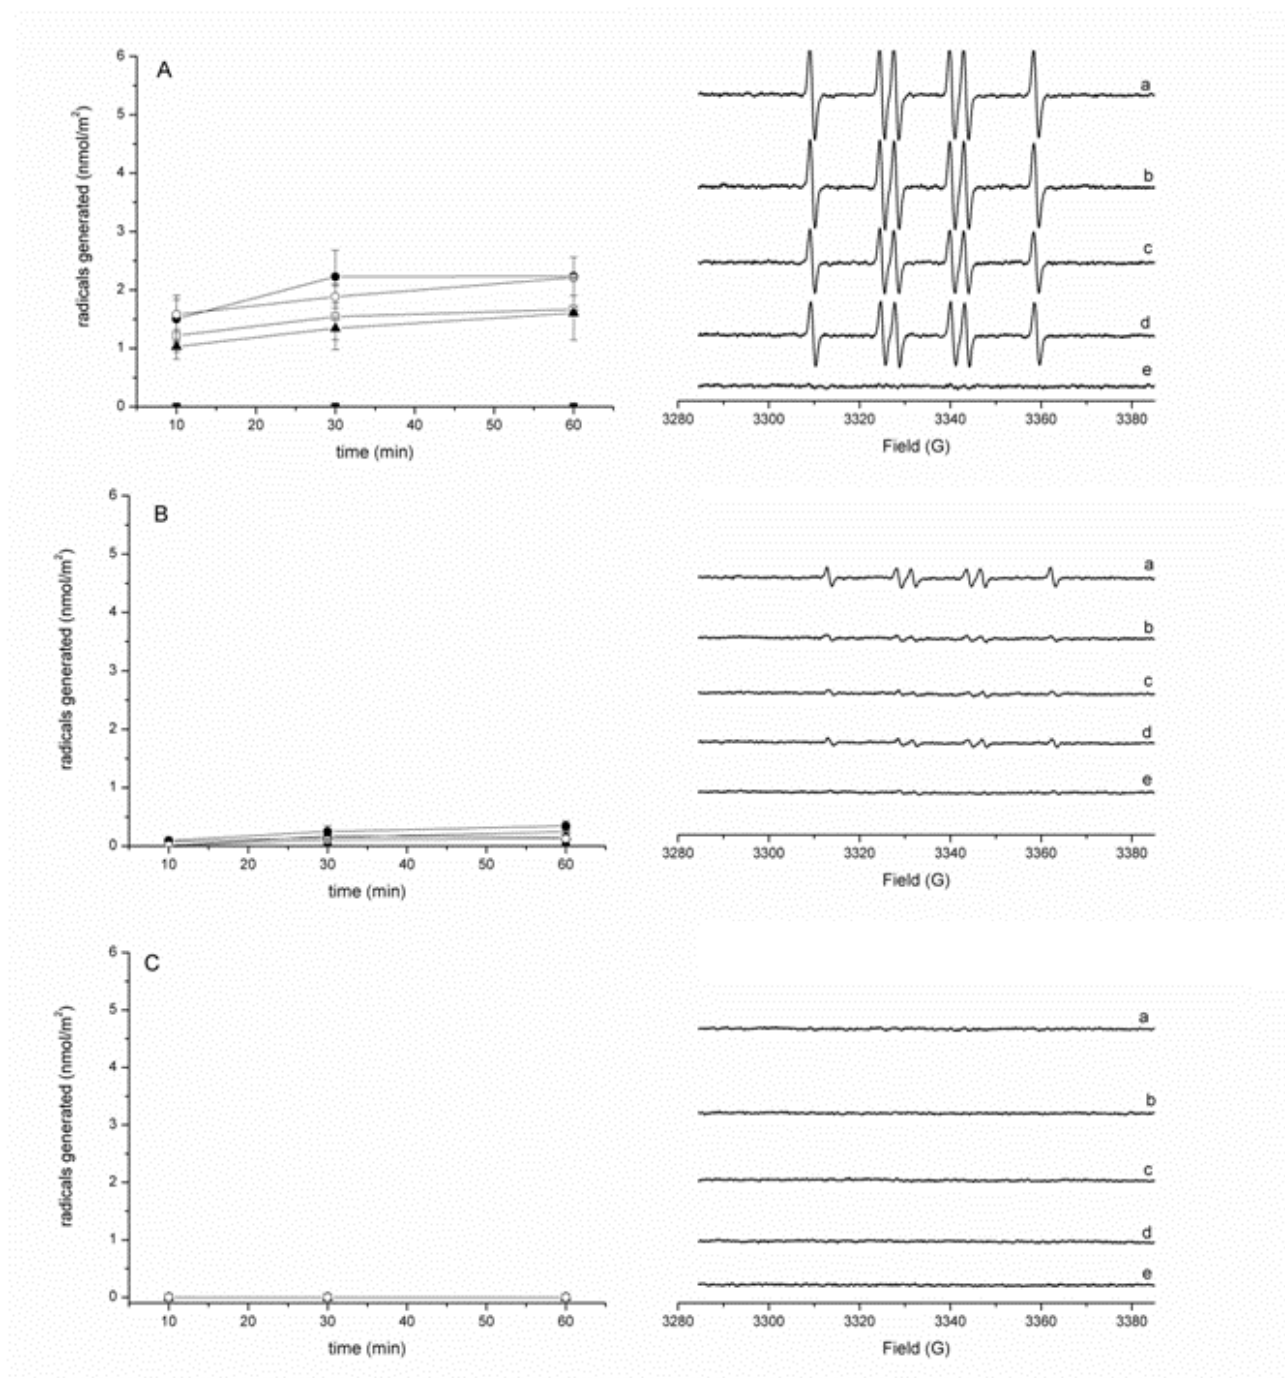 A
radicals generated (nmol/m²)
6
5
4
3
2
1
0
10 20 30 40 50 60
time (min)
a
b
c
d
e
3280 3300 3320 3340 3360 3380
Field (G)
B
radicals generated (nmol/m²)
6
5
4
3
2
1
0
10 20 30 40 50 60
time (min)
a
b
c
d
e
3280 3300 3320 3340 3360 3380
Field (G)
C
radicals generated (nmol/m²)
6
5
4
3
2
1
0
10 20 30 40 50 60
time (min)
a
b
c
d
e
3280 3300 3320 3340 3360 3380
Field (G)